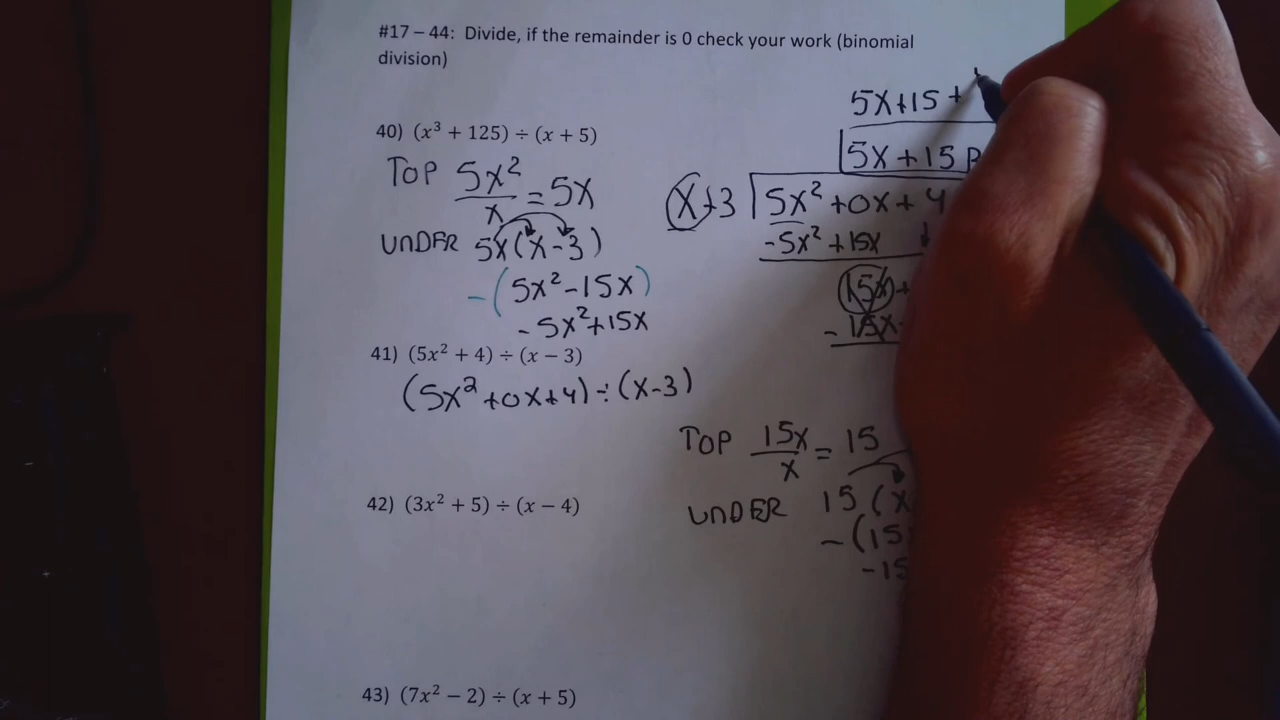 #17 – 44: Divide, if the remainder is 0 check your work (binomial
division)
5x+15 +
40) (x³ + 125) ÷ (x + 5)
5x + 15 R
TOP 5x²/x = 5x
x+3 | 5x² + 0x + 4
UNDER 5x(x-3)
-5x² + 15x
-(5x² - 15x)
15x +
-5x² + 15x
- 15x
41) (5x² + 4) ÷ (x − 3)
(5x² + 0x + 4) ÷ (x-3)
TOP 15x/x = 15
42) (3x² + 5) ÷ (x − 4)
UNDER 15 (x
-(15
-15
43) (7x² − 2) ÷ (x + 5)